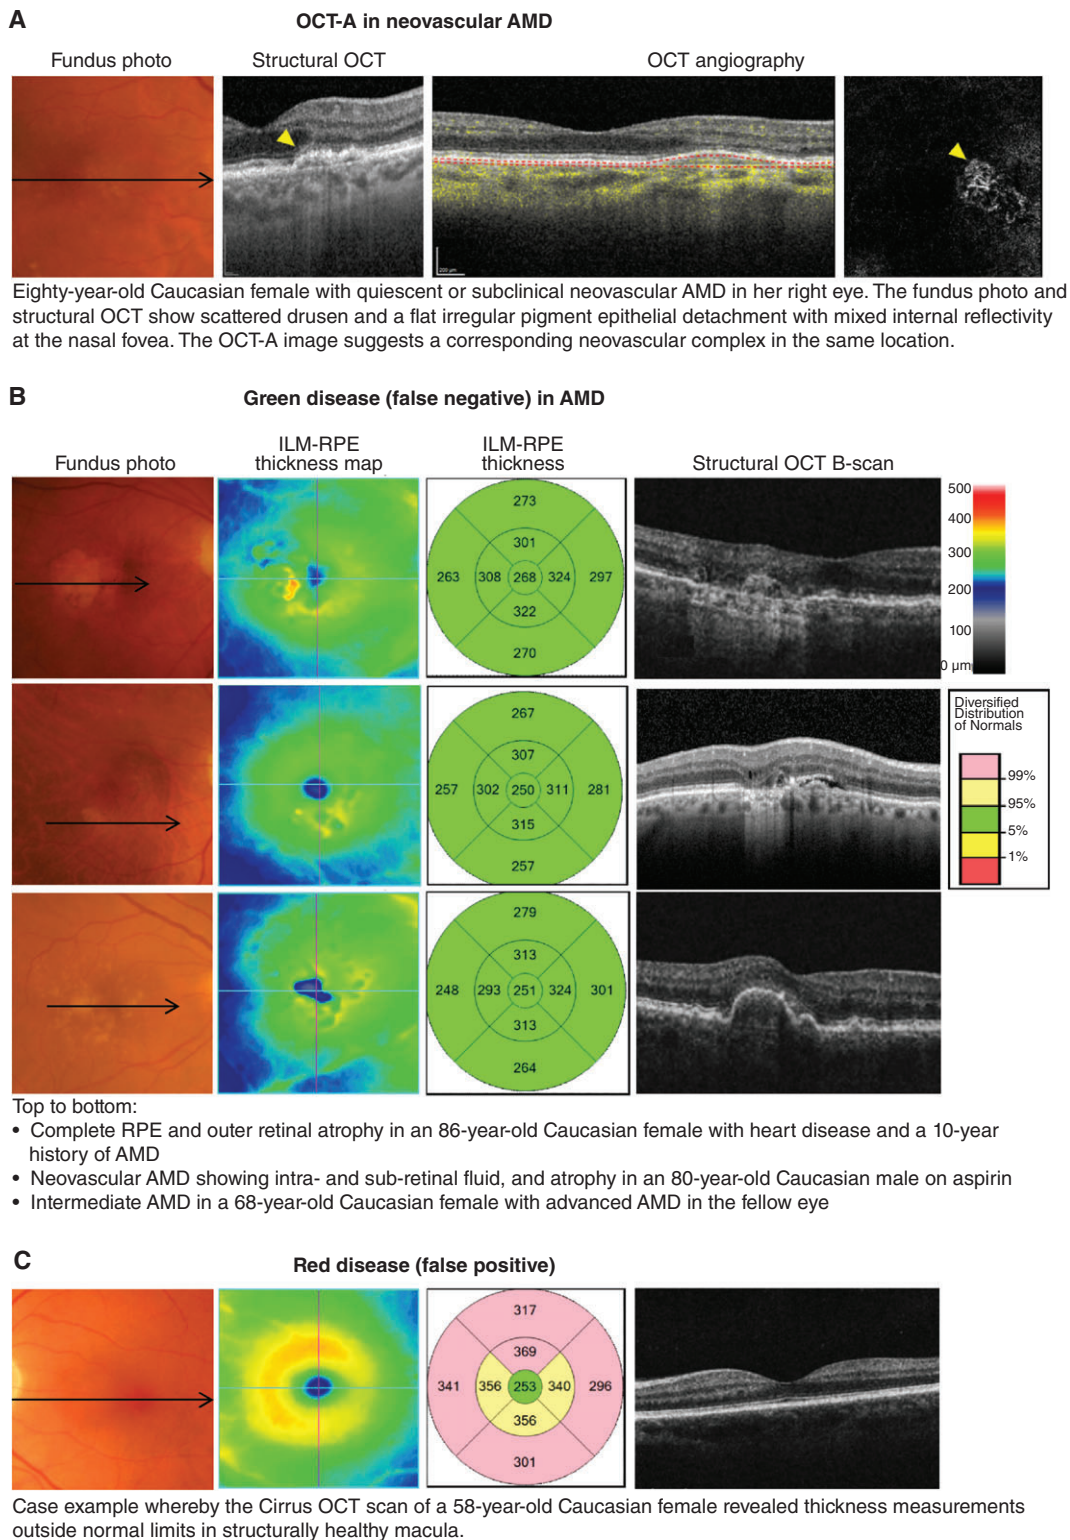 A
OCT-A in neovascular AMD
Fundus photo
Structural OCT
OCT angiography
200 µm
Eighty-year-old Caucasian female with quiescent or subclinical neovascular AMD in her right eye. The fundus photo and
structural OCT show scattered drusen and a flat irregular pigment epithelial detachment with mixed internal reflectivity
at the nasal fovea. The OCT-A image suggests a corresponding neovascular complex in the same location.
B
Green disease (false negative) in AMD
Fundus photo
ILM-RPE
thickness map
ILM-RPE
thickness
Structural OCT B-scan
273
301
263 308 268 324 297
322
270
500
400
300
200
100
0 µm
267
307
257 302 250 311 281
315
257
Diversified
Distribution
of Normals
99%
95%
5%
1%
279
313
248 293 251 324 301
313
264
Top to bottom:
• Complete RPE and outer retinal atrophy in an 86-year-old Caucasian female with heart disease and a 10-year
history of AMD
• Neovascular AMD showing intra- and sub-retinal fluid, and atrophy in an 80-year-old Caucasian male on aspirin
• Intermediate AMD in a 68-year-old Caucasian female with advanced AMD in the fellow eye
C
Red disease (false positive)
317
369
341 356 253 340 296
356
301
Case example whereby the Cirrus OCT scan of a 58-year-old Caucasian female revealed thickness measurements
outside normal limits in structurally healthy macula.